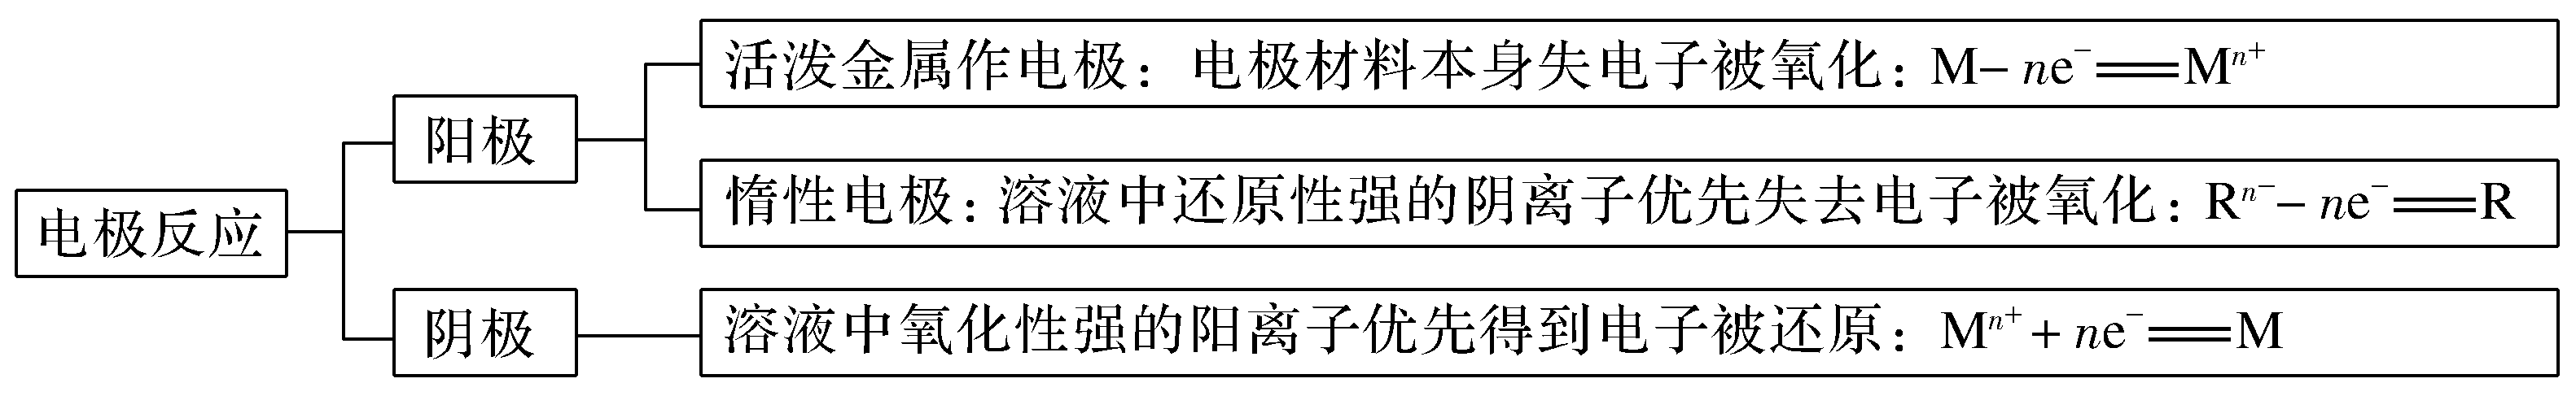 电极反应
阳极
活泼金属作电极：电极材料本身失电子被氧化：M－ne⁻══Mⁿ⁺
惰性电极：溶液中还原性强的阴离子优先失去电子被氧化：Rⁿ⁻－ne⁻══R
阴极
溶液中氧化性强的阳离子优先得到电子被还原：Mⁿ⁺＋ne⁻══M